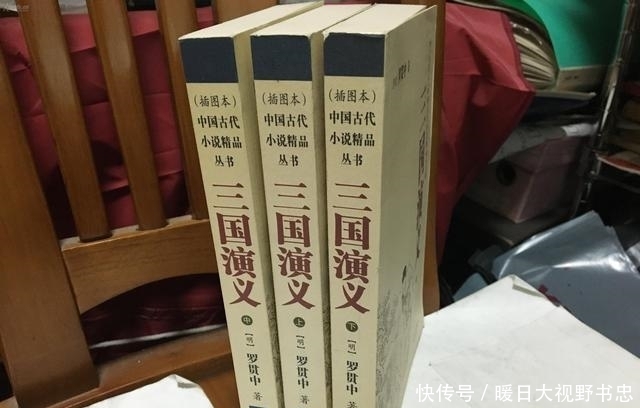 (插图本)
中国古代
小说精品
丛书
三国演义
中
[明]
罗贯中
著
(插图本)
中国古代
小说精品
丛书
三国演义
上
[明]
罗贯中
著
(插图本)
中国古代
小说精品
丛书
三国演义
下
[明]
罗贯中
著
快传号/暖日大视野书忠